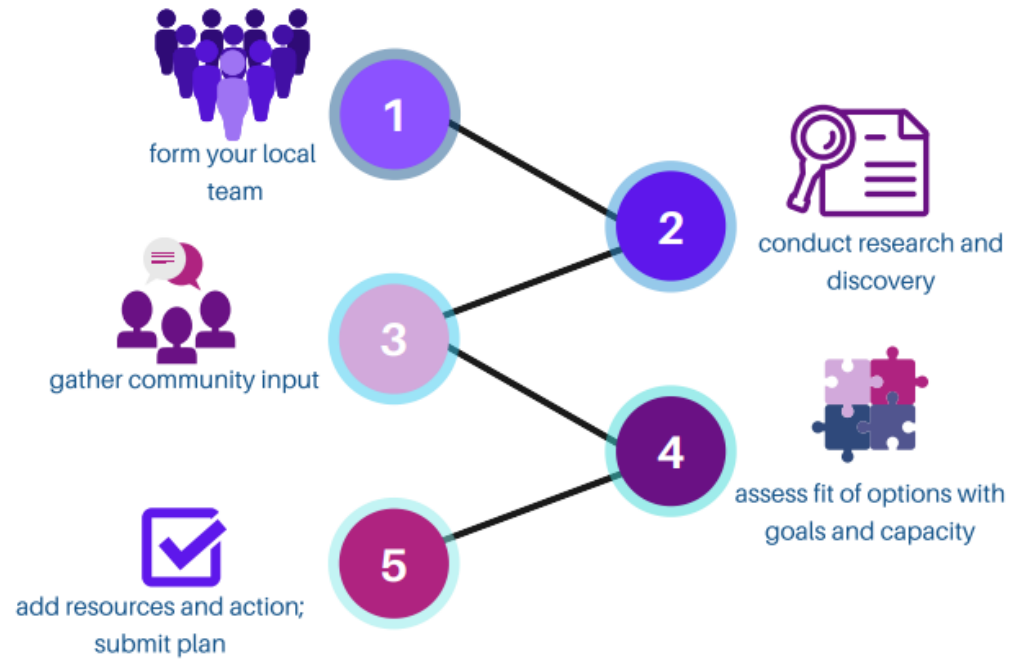 1
form your local
team
2
conduct research and
discovery
3
gather community input
4
assess fit of options with
goals and capacity
5
add resources and action;
submit plan